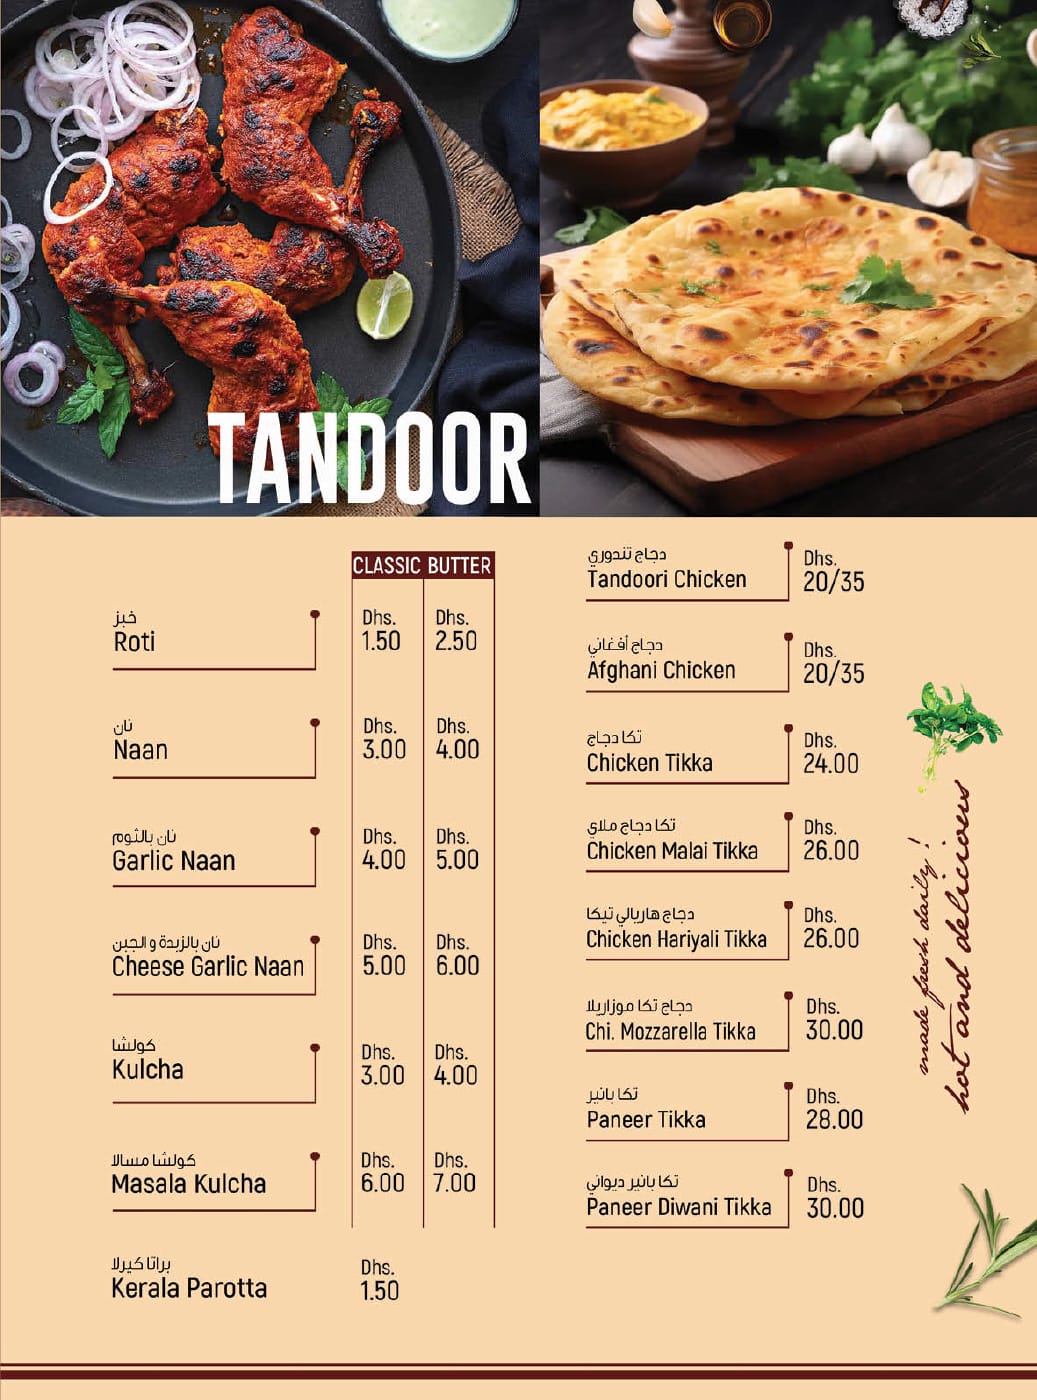 TANDOOR
CLASSIC BUTTER
خبز
Roti
Dhs. Dhs.
1.50 2.50
نان
Naan
Dhs. Dhs.
3.00 4.00
نان بالثوم
Garlic Naan
Dhs. Dhs.
4.00 5.00
نان بالزبدة و الجبن
Cheese Garlic Naan
Dhs. Dhs.
5.00 6.00
كولشا
Kulcha
Dhs. Dhs.
3.00 4.00
كولشا مسالا
Masala Kulcha
Dhs. Dhs.
6.00 7.00
براتا كيرلا
Kerala Parotta
Dhs.
1.50
دجاج تندوري
Tandoori Chicken
Dhs.
20/35
دجاج أفغاني
Afghani Chicken
Dhs.
20/35
تكا دجاج
Chicken Tikka
Dhs.
24.00
تكا دجاج ملاي
Chicken Malai Tikka
Dhs.
26.00
دجاج هاريالي تيكا
Chicken Hariyali Tikka
Dhs.
26.00
دجاج تكا موزاريلا
Chi. Mozzarella Tikka
Dhs.
30.00
تكا بانير
Paneer Tikka
Dhs.
28.00
تكا بانير ديواني
Paneer Diwani Tikka
Dhs.
30.00
made fresh daily!
hot and delicious